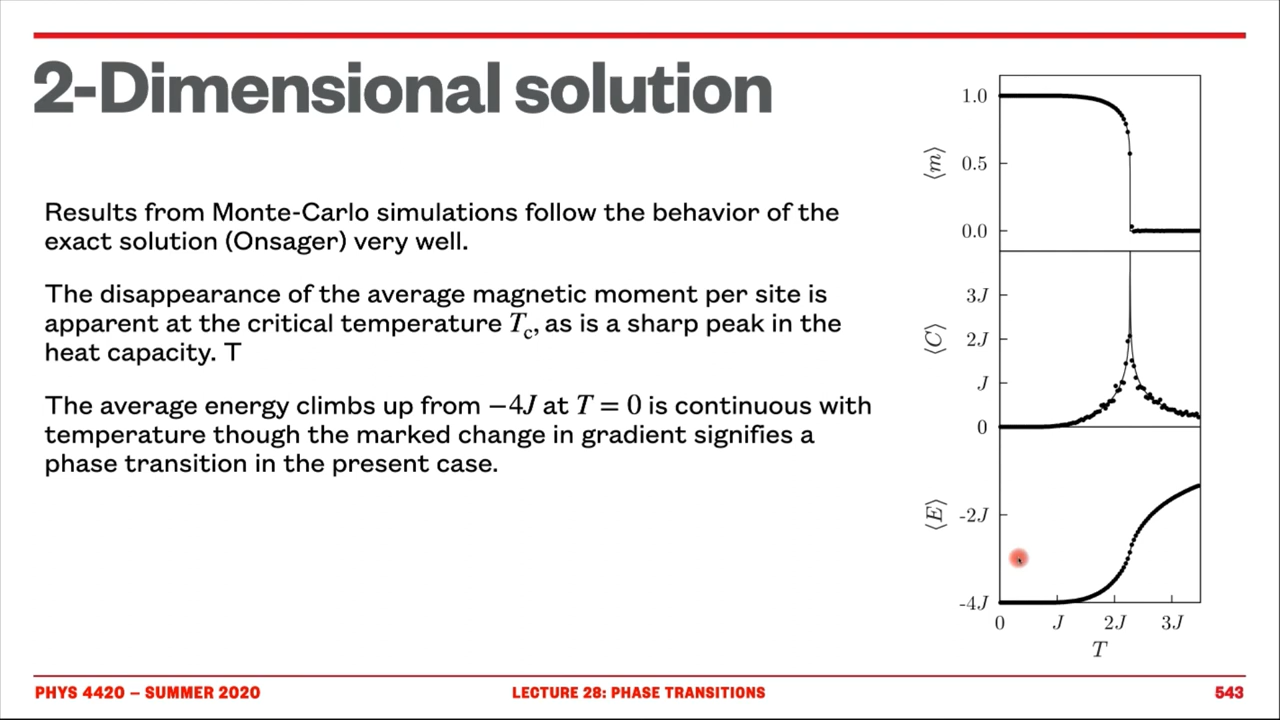 2-Dimensional solution
Results from Monte-Carlo simulations follow the behavior of the
exact solution (Onsager) very well.
The disappearance of the average magnetic moment per site is
apparent at the critical temperature T_c, as is a sharp peak in the
heat capacity. T
The average energy climbs up from −4J at T = 0 is continuous with
temperature though the marked change in gradient signifies a
phase transition in the present case.
⟨m⟩
1.0
0.5
0.0
⟨C⟩
3J
2J
J
0
⟨E⟩
-2J
-4J
0 J 2J 3J
T
PHYS 4420 – SUMMER 2020
LECTURE 28: PHASE TRANSITIONS
543